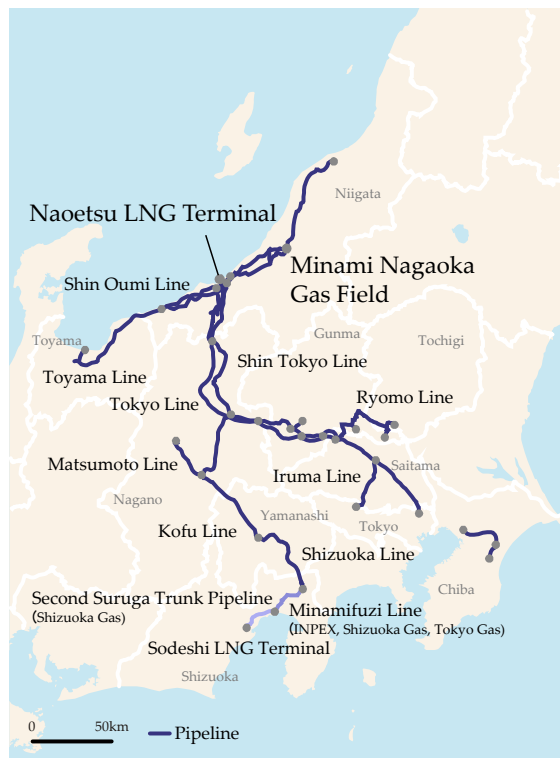 Niigata
Naoetsu LNG Terminal
Minami Nagaoka
Gas Field
Shin Oumi Line
Toyama
Gunma
Tochigi
Shin Tokyo Line
Toyama Line
Tokyo Line
Ryomo Line
Matsumoto Line
Iruma Line
Saitama
Nagano
Yamanashi
Tokyo
Kofu Line
Shizuoka Line
Chiba
Second Suruga Trunk Pipeline
(Shizuoka Gas)
Minamifuzi Line
(INPEX, Shizuoka Gas, Tokyo Gas)
Sodeshi LNG Terminal
Shizuoka
0 50km
Pipeline